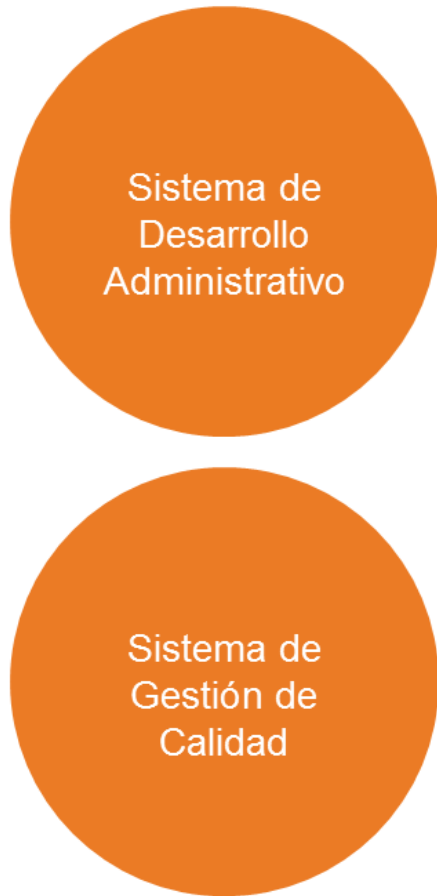 Sistema de
Desarrollo
Administrativo
Sistema de
Gestión de
Calidad